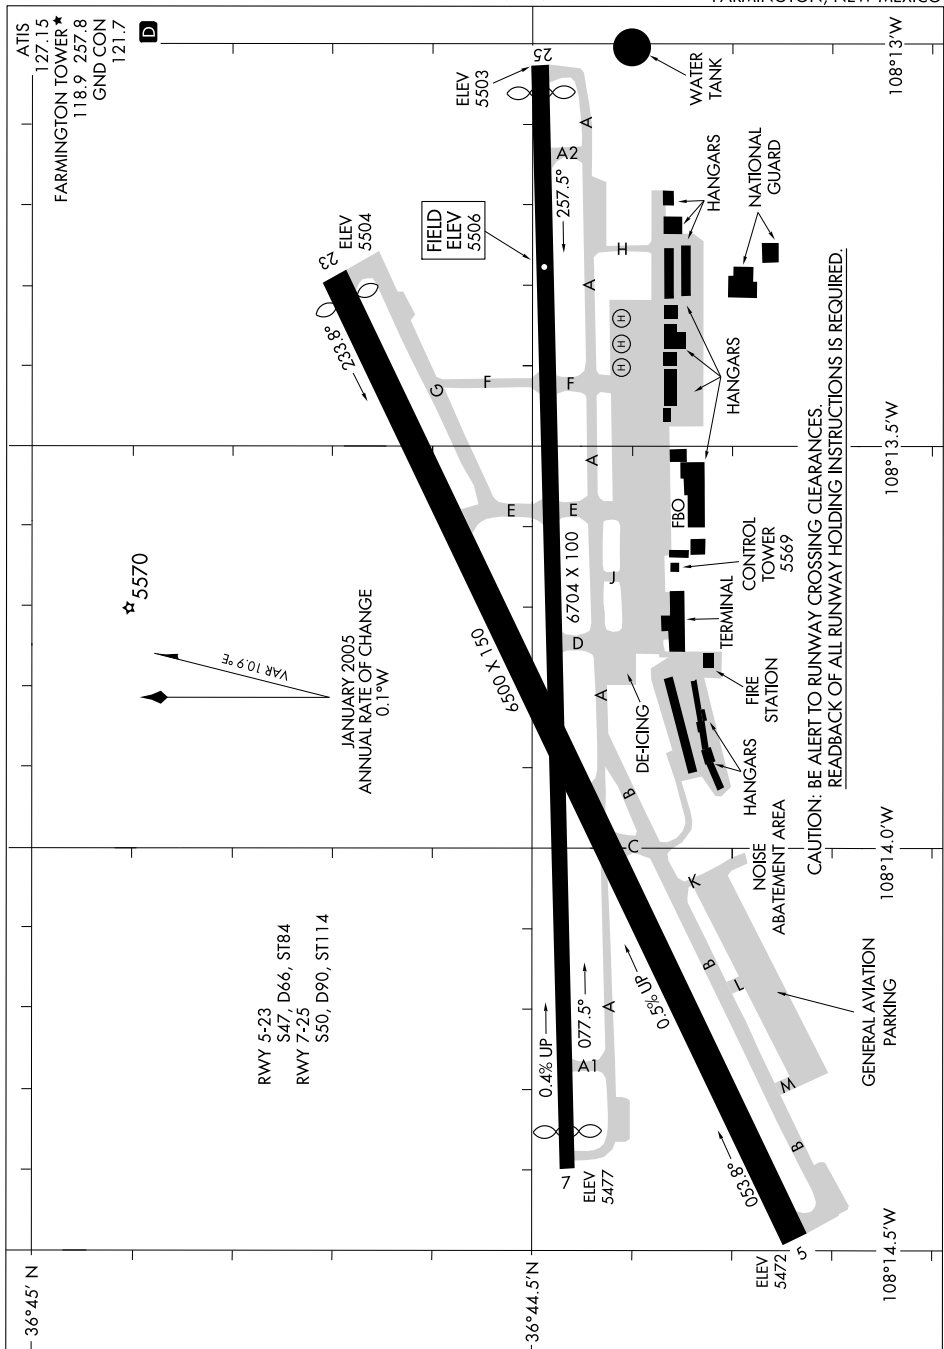 FARMINGTON, NEW MEXICO
ATIS
127.15
FARMINGTON TOWER★
118.9 257.8
GND CON
121.7
D
36°45' N
36°44.5'N
108°13'W
108°13.5'W
108°14.0'W
108°14.5'W
5570
VAR 10.9°E
JANUARY 2005
ANNUAL RATE OF CHANGE
0.1°W
RWY 5-23
S47, D66, ST84
RWY 7-25
S50, D90, ST114
23
ELEV
5504
233.8°
FIELD
ELEV
5506
ELEV
5503
25
257.5°
6500 X 150
6704 X 100
0.4% UP
077.5°
7
ELEV
5477
0.5% UP
053.8°
5
ELEV
5472
A
A2
A
H
G
F
F
A
E
E
J
D
A
B
C
A
A1
K
B
L
M
B
H
H
H
WATER
TANK
HANGARS
NATIONAL
GUARD
HANGARS
FBO
CONTROL
TOWER
5569
TERMINAL
FIRE
STATION
DE-ICING
HANGARS
NOISE
ABATEMENT AREA
GENERAL AVIATION
PARKING
CAUTION: BE ALERT TO RUNWAY CROSSING CLEARANCES.
READBACK OF ALL RUNWAY HOLDING INSTRUCTIONS IS REQUIRED.